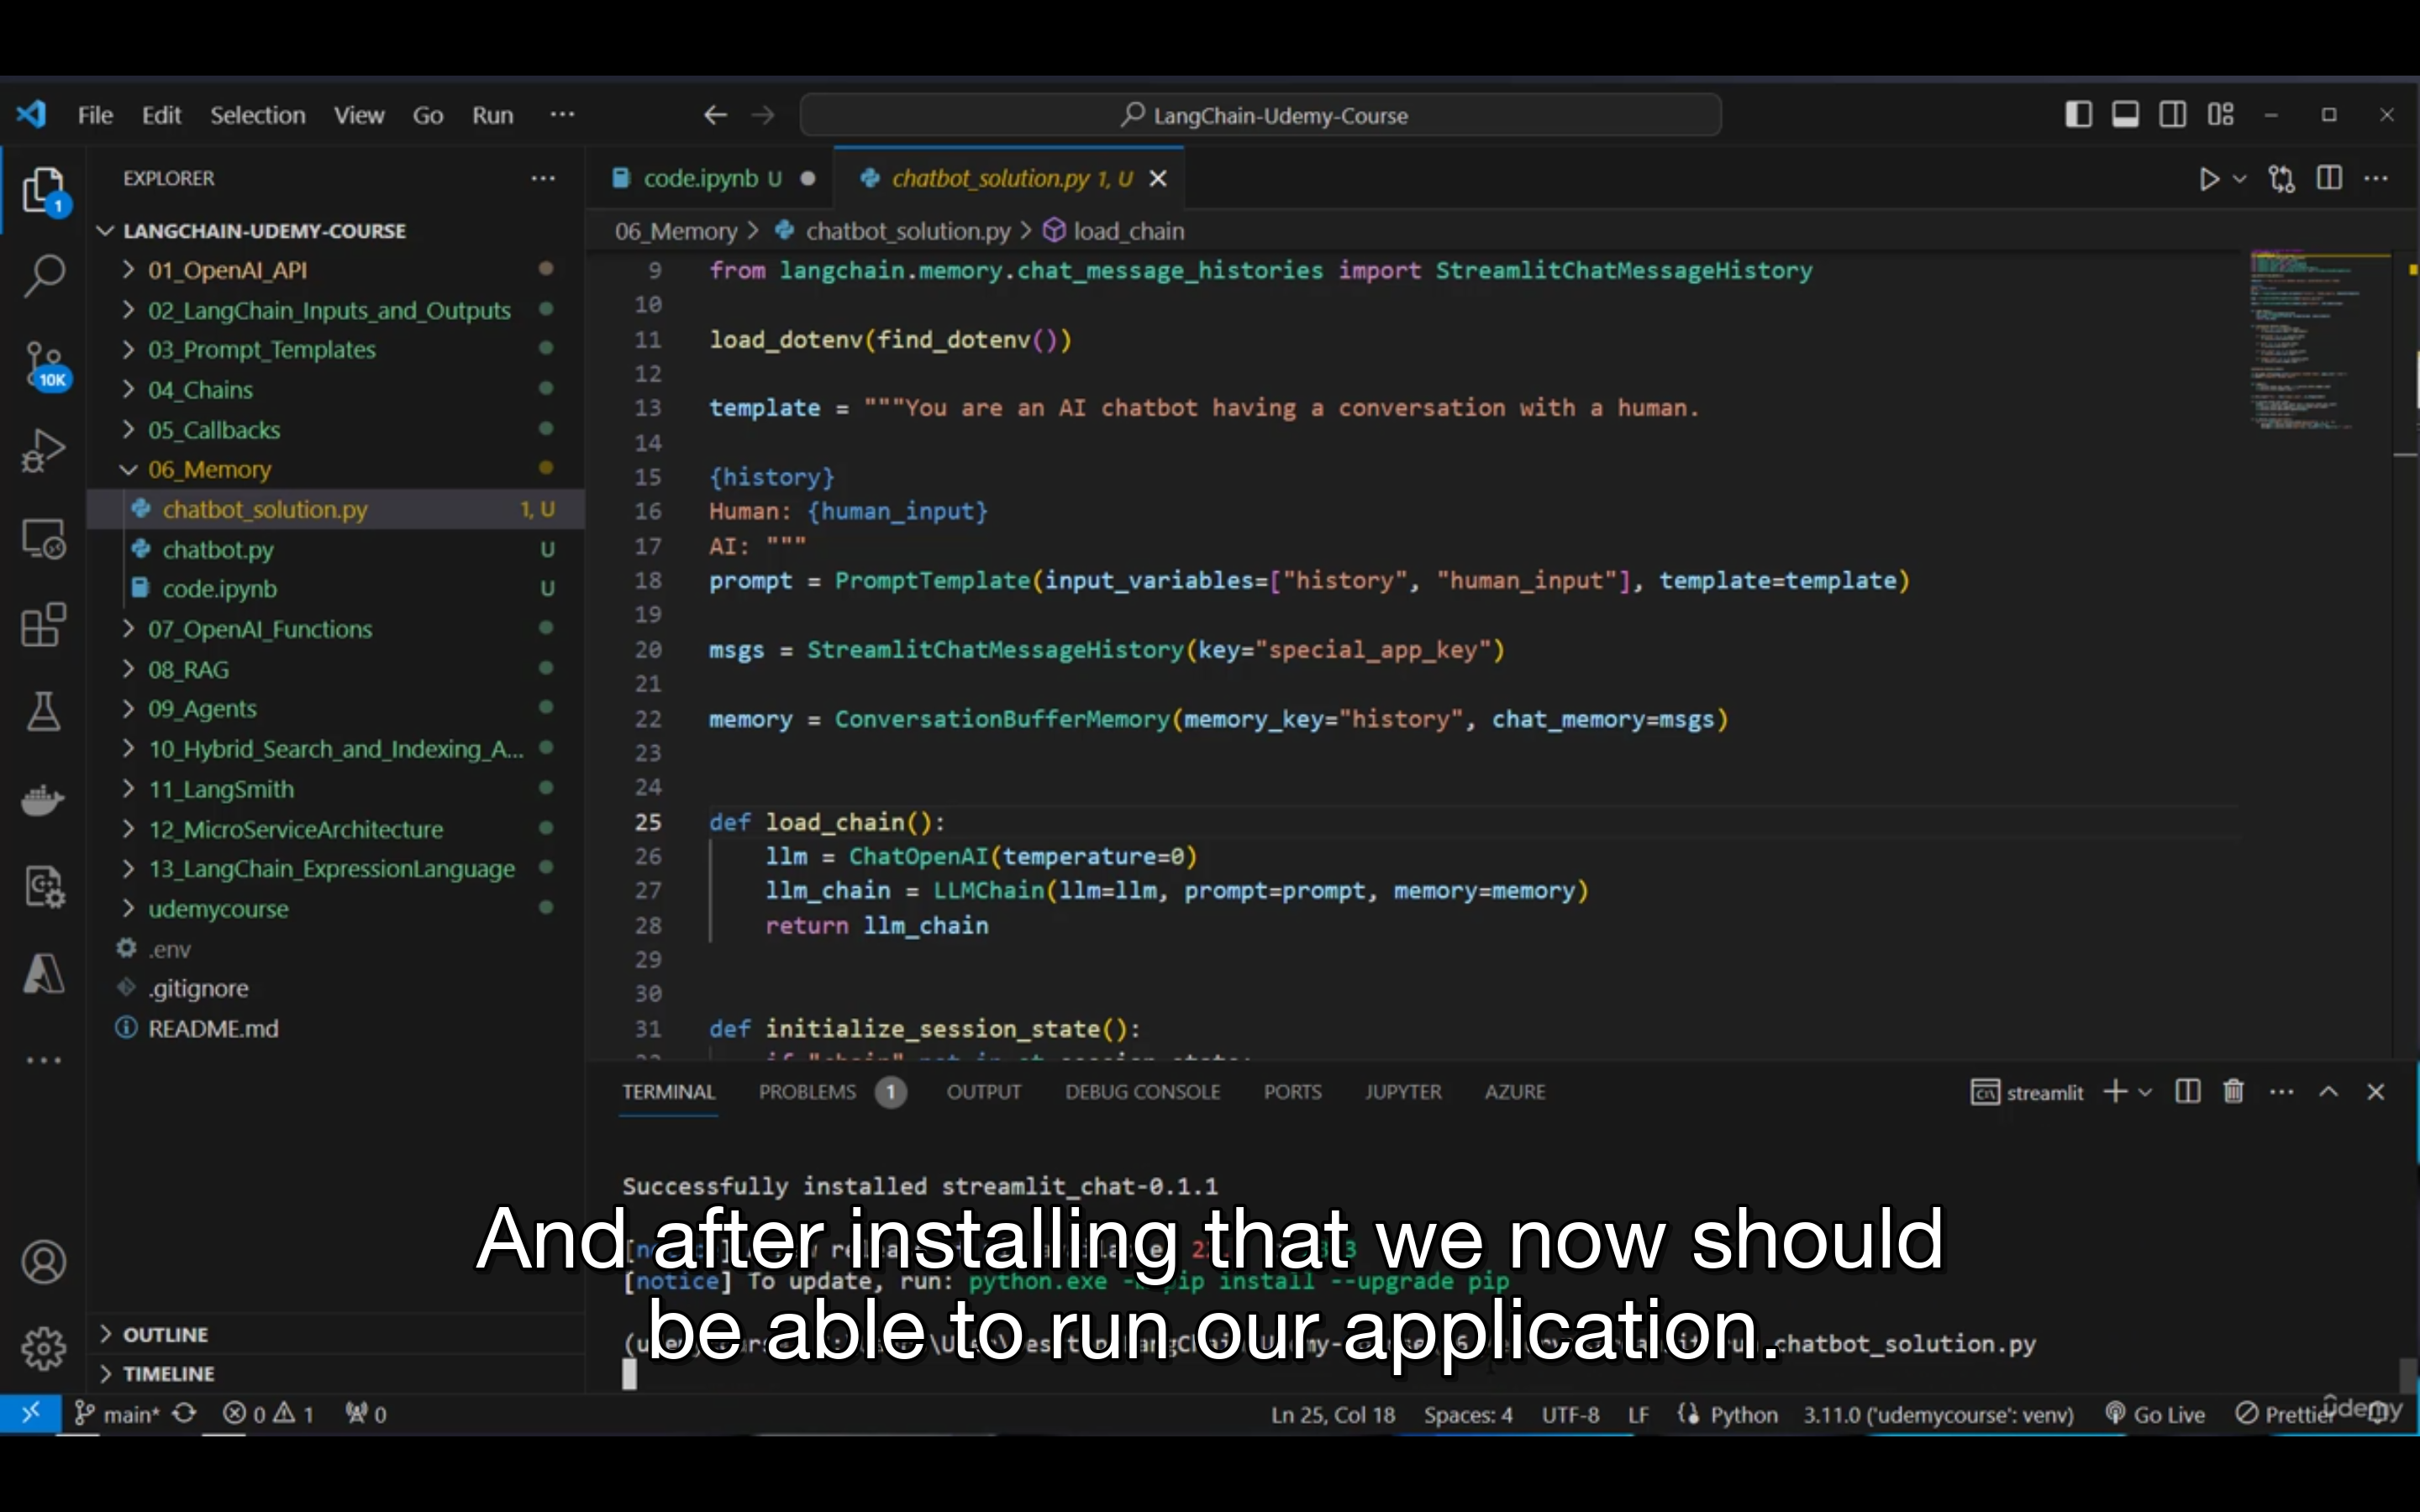 File Edit Selection View Go Run ··· LangChain-Udemy-Course
EXPLORER
LANGCHAIN-UDEMY-COURSE
01_OpenAI_API
02_LangChain_Inputs_and_Outputs
03_Prompt_Templates
04_Chains
05_Callbacks
06_Memory
chatbot_solution.py 1, U
chatbot.py U
code.ipynb U
07_OpenAI_Functions
08_RAG
09_Agents
10_Hybrid_Search_and_Indexing_A...
11_LangSmith
12_MicroServiceArchitecture
13_LangChain_ExpressionLanguage
udemycourse
.env
.gitignore
README.md
OUTLINE
TIMELINE
1
10K
code.ipynb U chatbot_solution.py 1, U
06_Memory > chatbot_solution.py > load_chain
9 from langchain.memory.chat_message_histories import StreamlitChatMessageHistory
10
11 load_dotenv(find_dotenv())
12
13 template = """You are an AI chatbot having a conversation with a human.
14
15 {history}
16 Human: {human_input}
17 AI: """
18 prompt = PromptTemplate(input_variables=["history", "human_input"], template=template)
19
20 msgs = StreamlitChatMessageHistory(key="special_app_key")
21
22 memory = ConversationBufferMemory(memory_key="history", chat_memory=msgs)
23
24
25 def load_chain():
26 llm = ChatOpenAI(temperature=0)
27 llm_chain = LLMChain(llm=llm, prompt=prompt, memory=memory)
28 return llm_chain
29
30
31 def initialize_session_state():
TERMINAL PROBLEMS 1 OUTPUT DEBUG CONSOLE PORTS JUPYTER AZURE streamlit
Successfully installed streamlit_chat-0.1.1
And after installing that we now should
[notice] To update, run: python.exe -m pip install --upgrade pip
be able to run our application.
chatbot_solution.py
main* 0 1 0 Ln 25, Col 18 Spaces: 4 UTF-8 LF Python 3.11.0 ('udemycourse': venv) Go Live Prettier
ûdemy